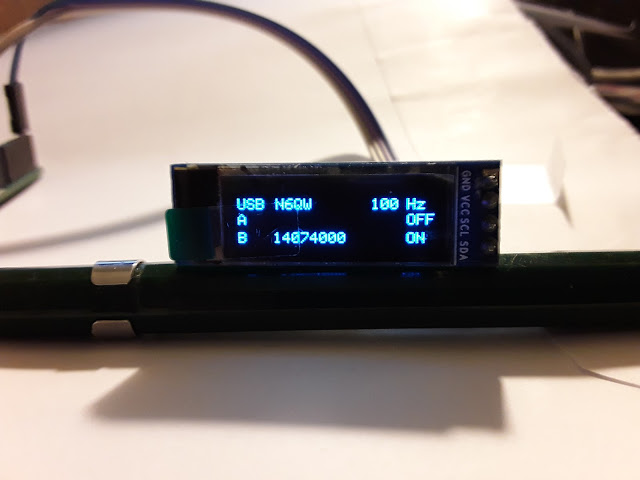 USB N6QW 100 Hz
A OFF
B 14074000 ON
GND VCC SCL SDA